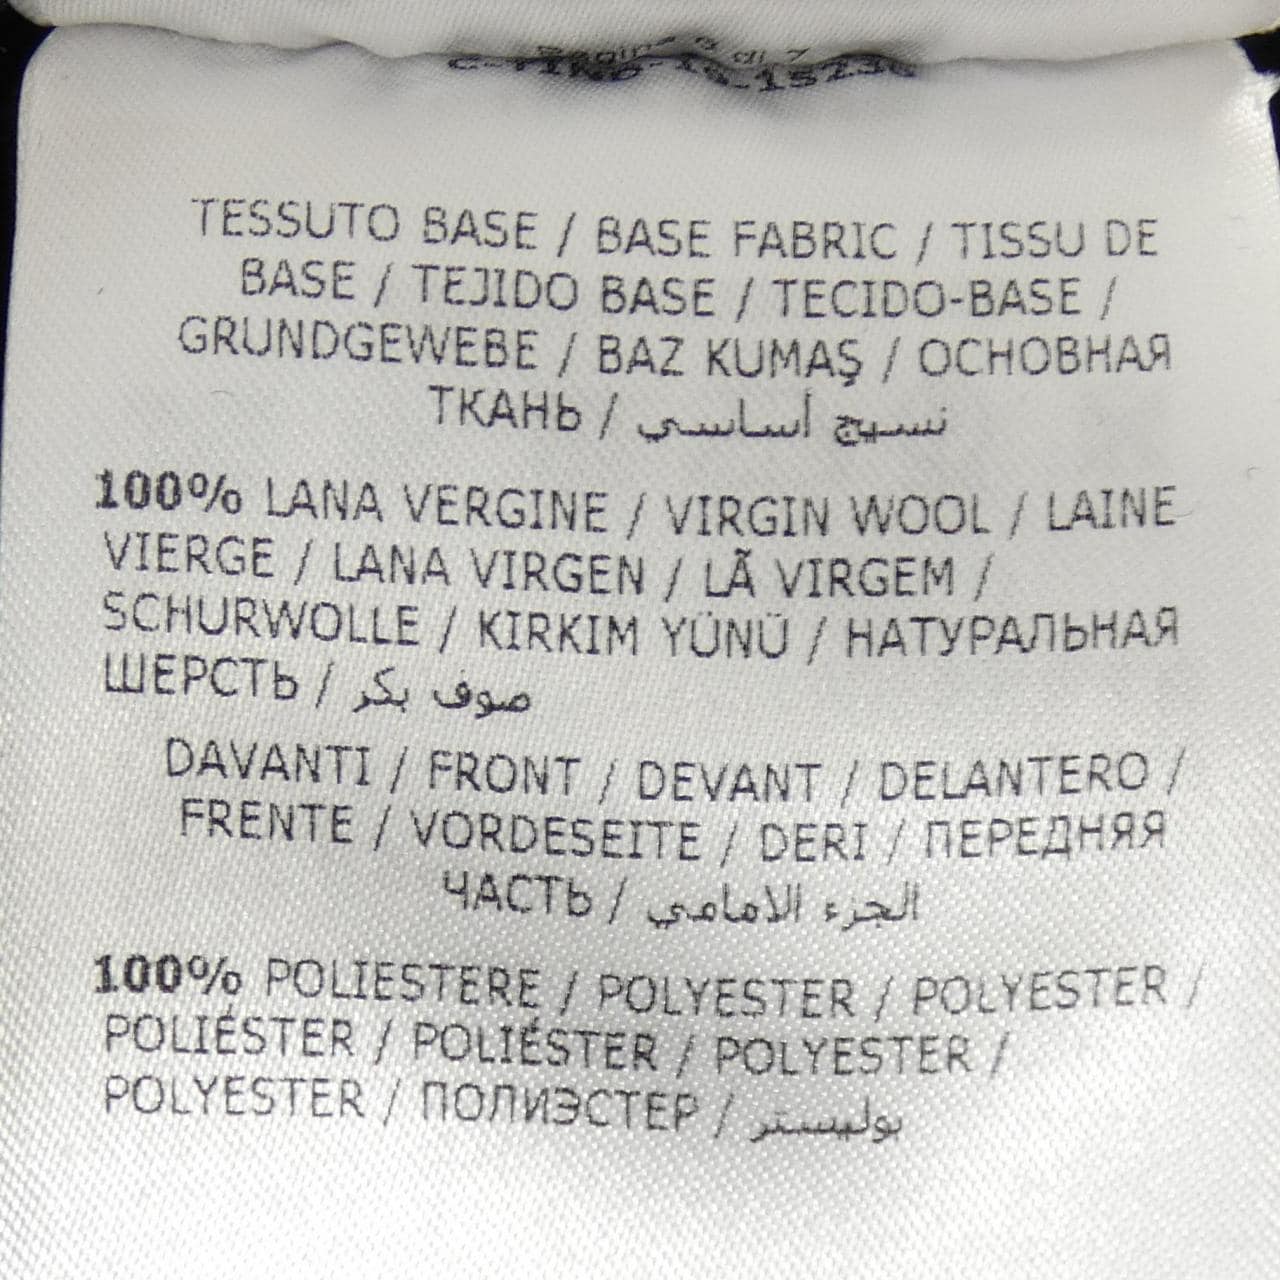 TESSUTO BASE / BASE FABRIC / TISSU DE
BASE / TEJIDO BASE / TECIDO-BASE /
GRUNDGEWEBE / BAZ KUMAŞ / ОСНОВНАЯ
ТКАНЬ / نسيج أساسي
100% LANA VERGINE / VIRGIN WOOL / LAINE
VIERGE / LANA VIRGEN / LÃ VIRGEM /
SCHURWOLLE / KIRKIM YÜNÜ / НАТУРАЛЬНАЯ
ШЕРСТЬ / صوف بكر
DAVANTI / FRONT / DEVANT / DELANTERO /
FRENTE / VORDESEITE / DERI / ПЕРЕДНЯЯ
ЧАСТЬ / الجزء الامامي
100% POLIESTERE / POLYESTER / POLYESTER /
POLIÉSTER / POLIÉSTER / POLYESTER /
POLYESTER / ПОЛИЭСТЕР / بوليستر